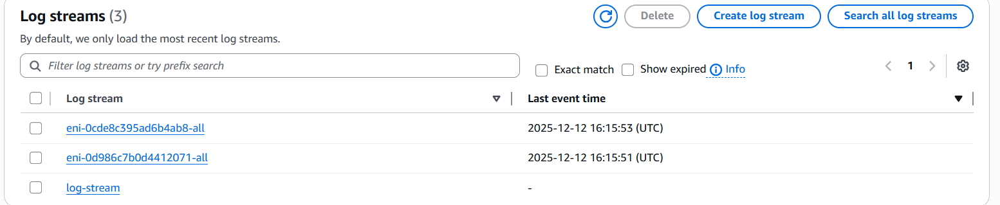 Log streams (3)
Delete
Create log stream
Search all log streams
By default, we only load the most recent log streams.
Filter log streams or try prefix search
Exact match
Show expired
Info
1
Log stream
Last event time
eni-0cde8c395ad6b4ab8-all
2025-12-12 16:15:53 (UTC)
eni-0d986c7b0d4412071-all
2025-12-12 16:15:51 (UTC)
log-stream
-